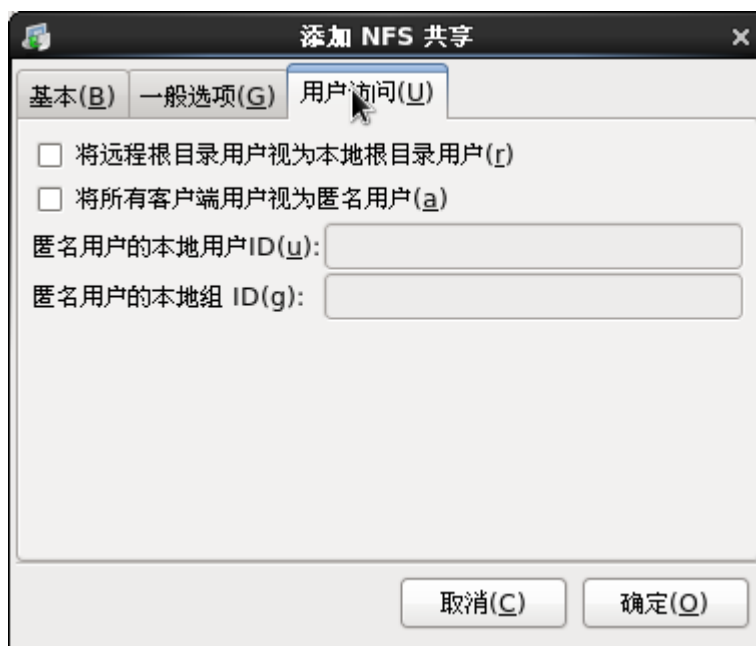 添加 NFS 共享
基本(B) 一般选项(G) 用户访问(U)
将远程根目录用户视为本地根目录用户(r)
将所有客户端用户视为匿名用户(a)
匿名用户的本地用户ID(u):
匿名用户的本地组 ID(g):
取消(C) 确定(O)